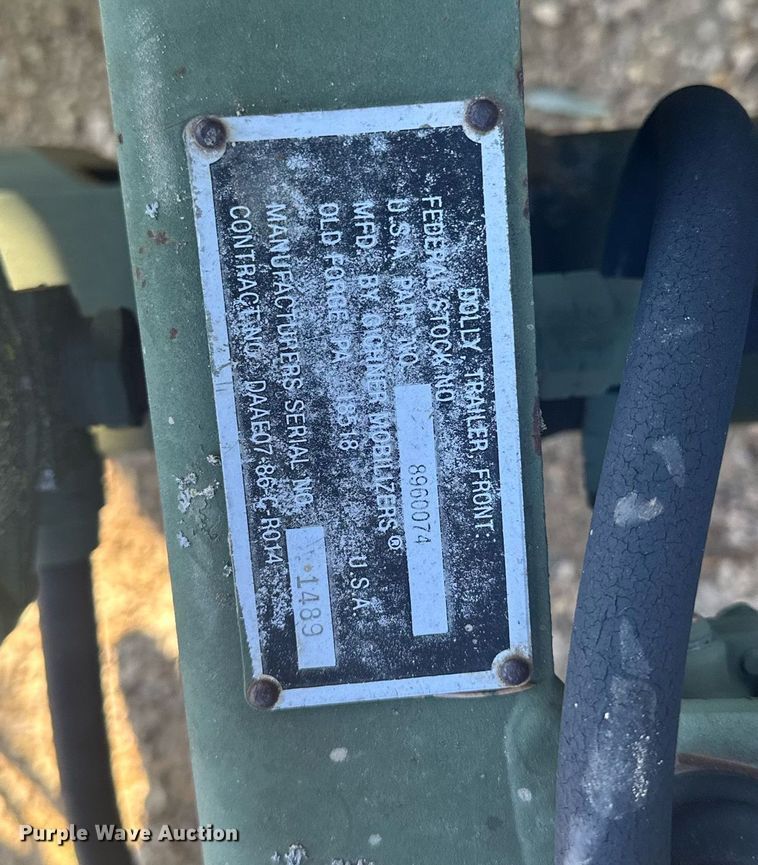 DOLLY TRAILER FRONT:
FEDERAL STOCK NO
U.S.A. PART NO 8960074
MFD. BY MOBILIZERS ®
OLD FORGE, PA. 18518 U.S.A.
MANUFACTURERS SERIAL NO. 1489
CONTRACT NO. DAAE07-86-C-R014
Purple Wave Auction